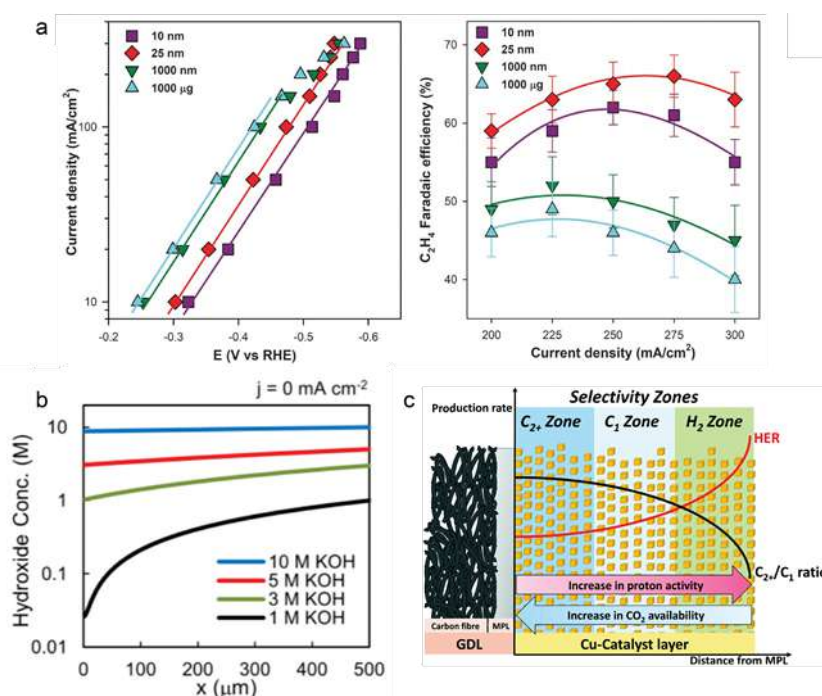 a
10 nm
25 nm
1000 nm
1000 µg
Current density (mA/cm²)
100
10
-0.2 -0.3 -0.4 -0.5 -0.6
E (V vs RHE)
10 nm
25 nm
1000 nm
1000 µg
C₂H₄ Faradaic efficiency (%)
70
60
50
40
200 225 250 275 300
Current density (mA/cm²)
b
j = 0 mA cm⁻²
Hydroxide Conc. (M)
10
1
0.1
0.01
10 M KOH
5 M KOH
3 M KOH
1 M KOH
0 100 200 300 400 500
x (µm)
c
Production rate
Selectivity Zones
C₂₊ Zone C₁ Zone H₂ Zone
HER
C₂₊/C₁ ratio
Increase in proton activity
Increase in CO₂ availability
Carbon fibre MPL
GDL
Cu-Catalyst layer
Distance from MPL